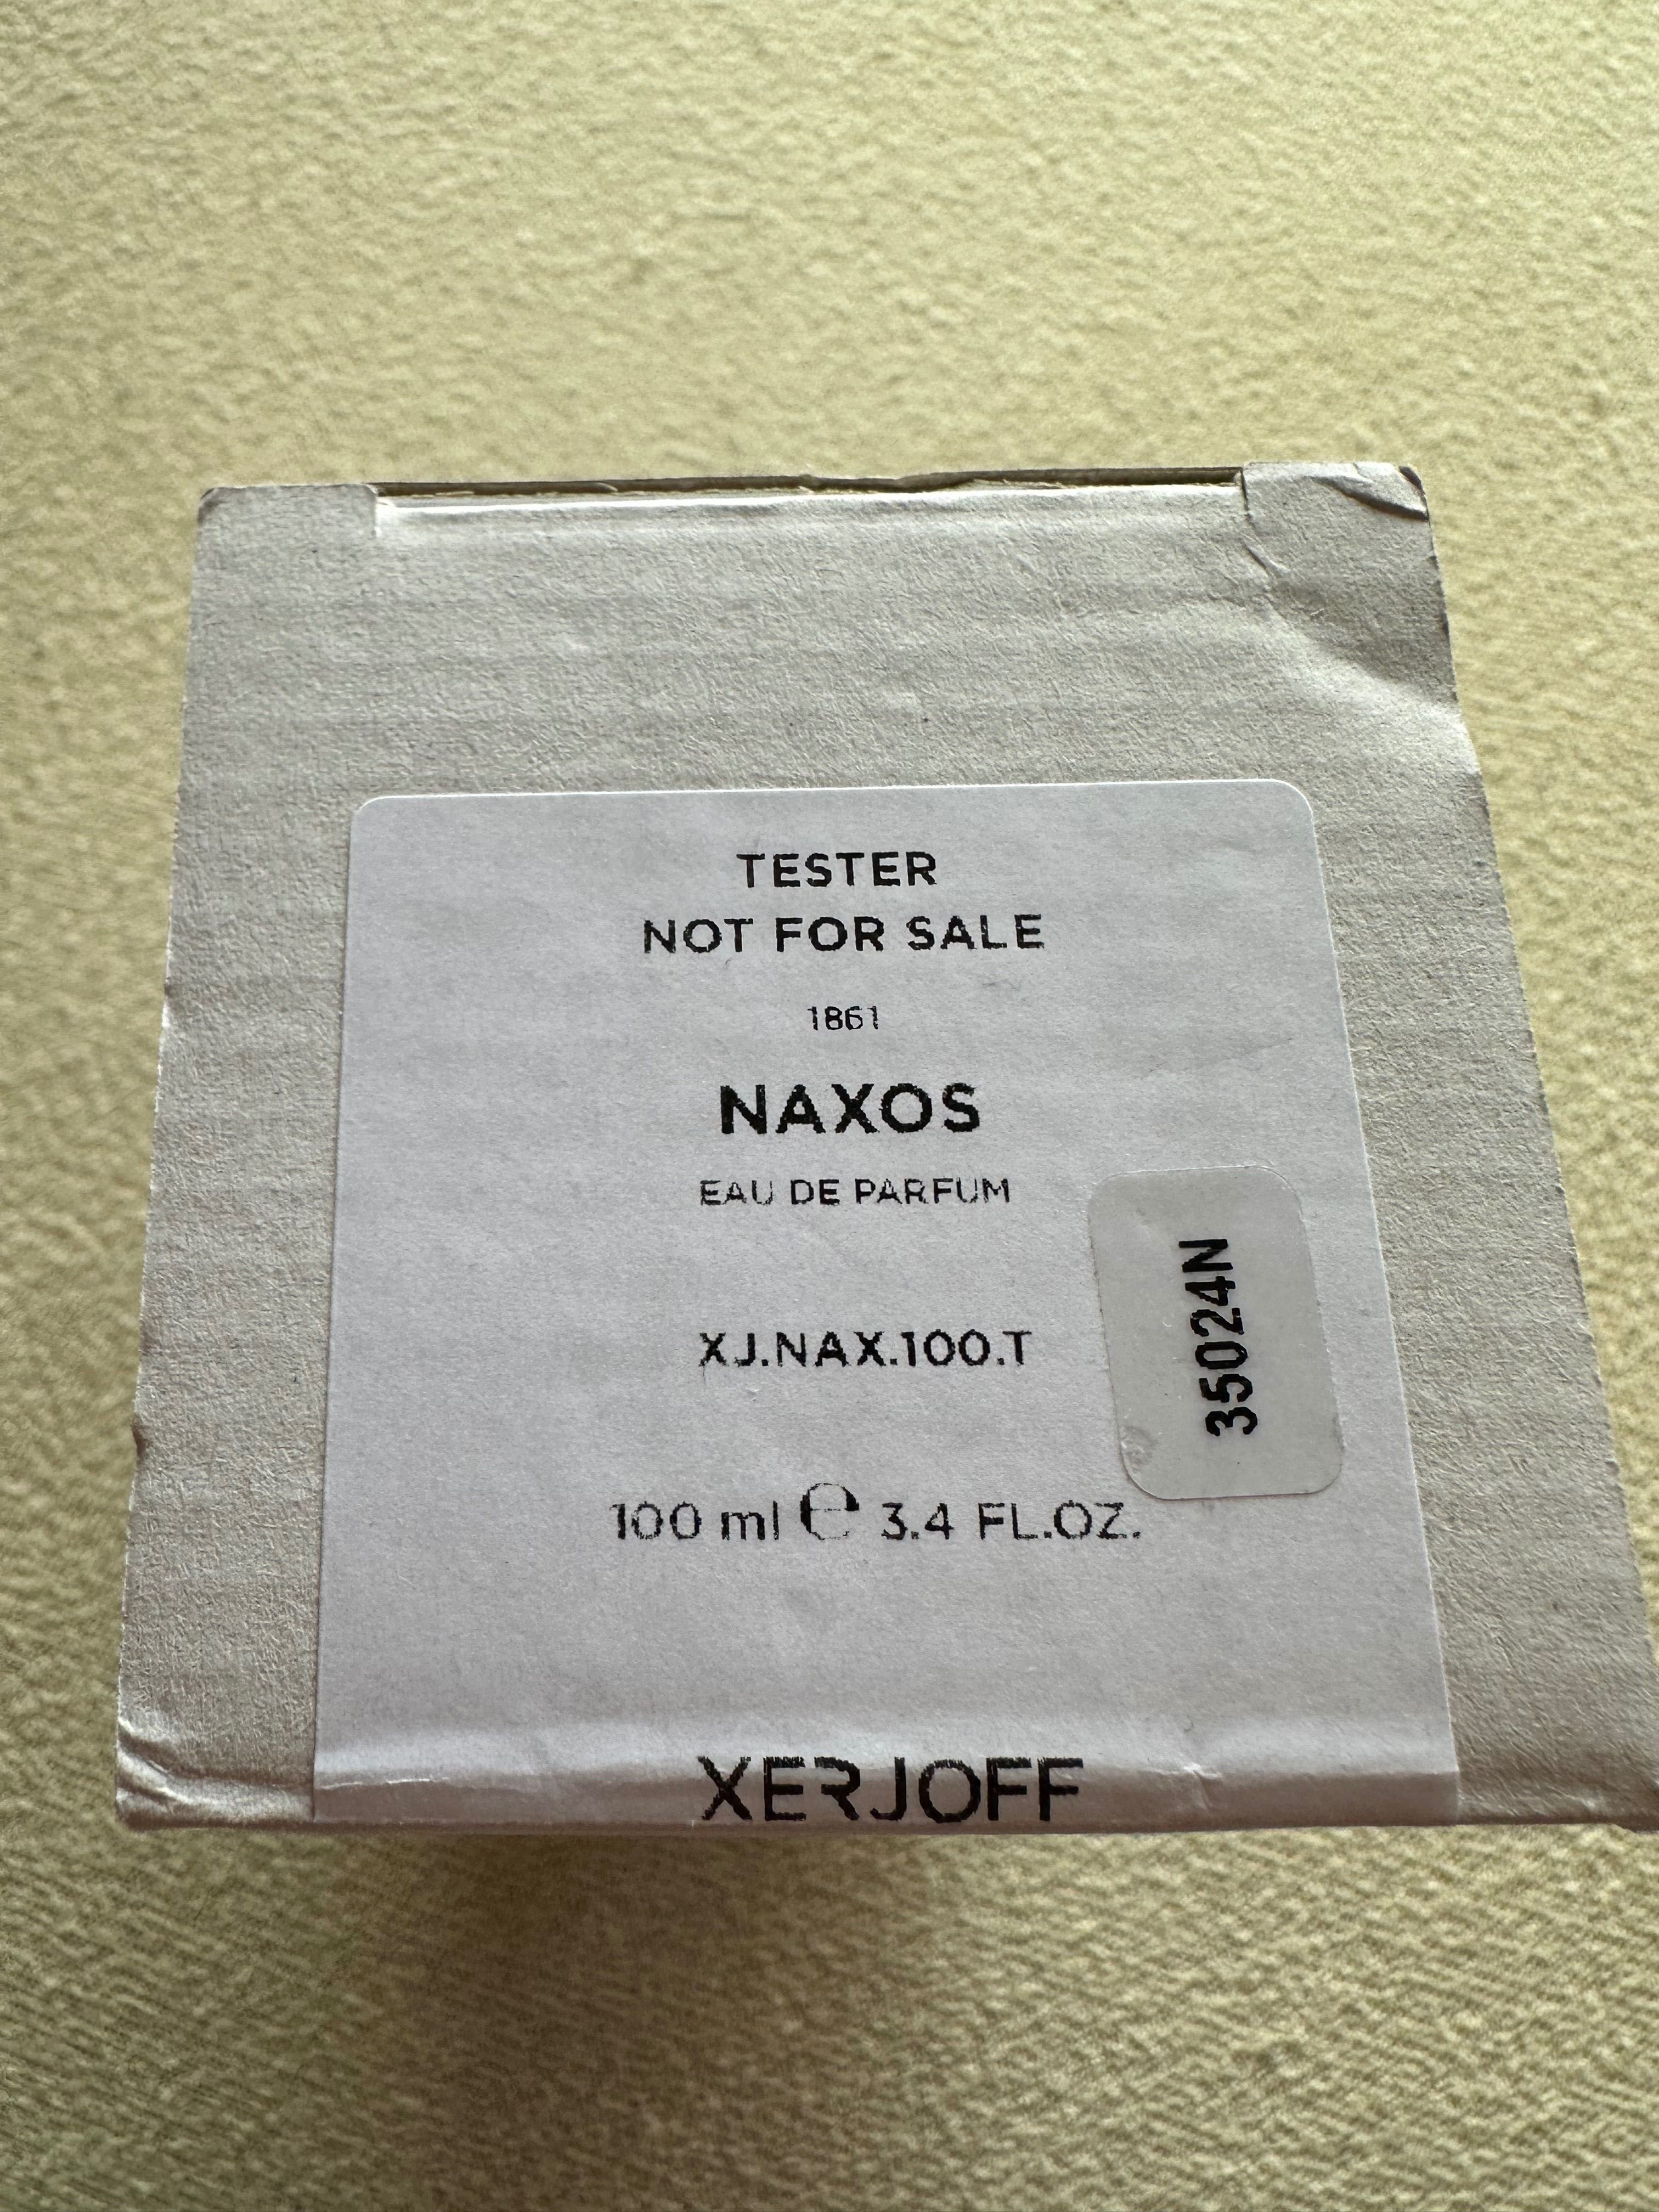 TESTER
NOT FOR SALE
1861
NAXOS
EAU DE PARFUM
XJ.NAX.100.T
35024N
100 ml ℮ 3.4 FL.OZ.
XERJOFF